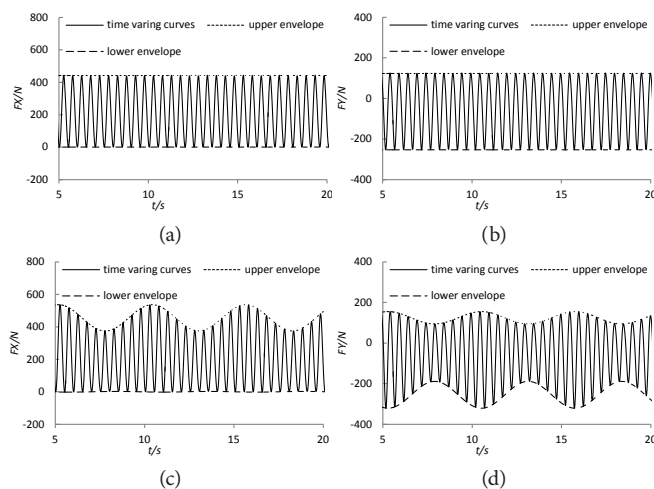 800
600
400
200
0
-200
FX/N
time varing curves
upper envelope
lower envelope
5
10
15
20
t/s
(a)
400
200
0
-200
-400
FY/N
time varing curves
upper envelope
lower envelope
5
10
15
20
t/s
(b)
800
600
400
200
0
-200
FX/N
time varing curves
upper envelope
lower envelope
5
10
15
20
t/s
(c)
400
200
0
-200
-400
FY/N
time varing curves
upper envelope
lower envelope
5
10
15
20
t/s
(d)